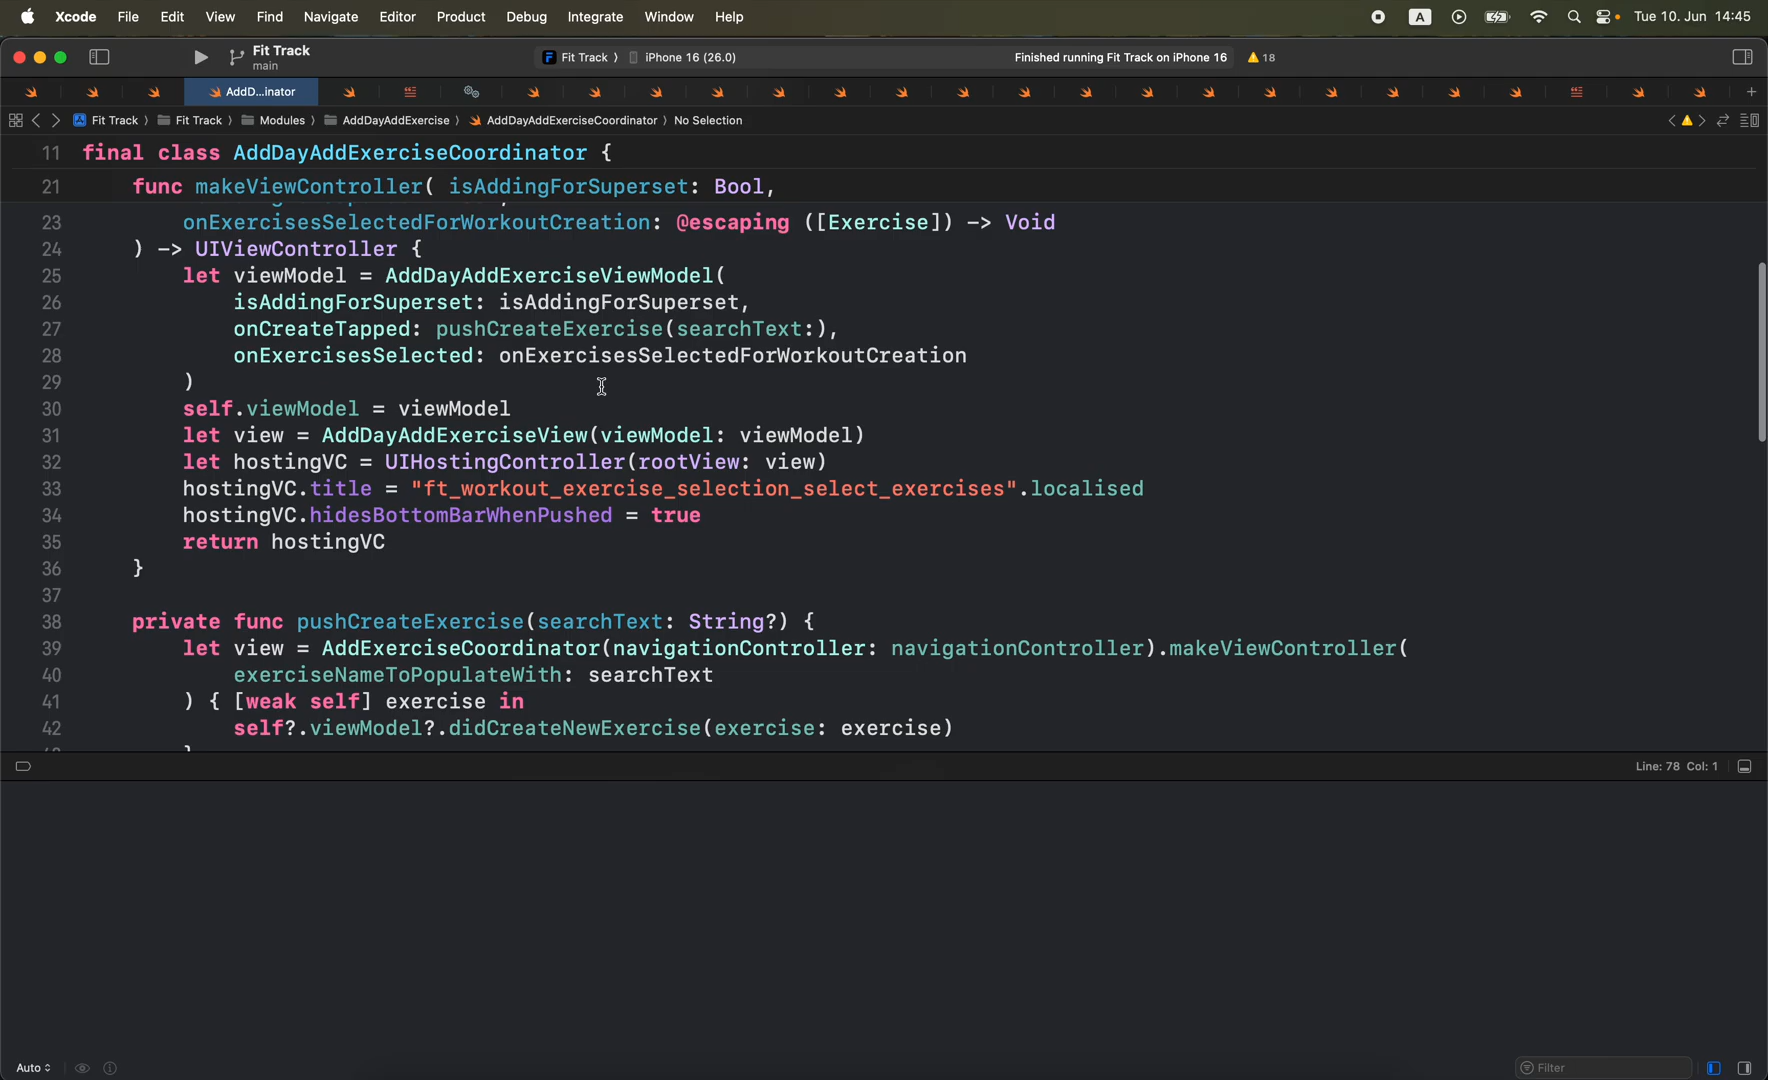 Xcode File Edit View Find Navigate Editor Product Debug Integrate Window Help A Tue 10. Jun 14:45
Fit Track
main
Fit Track 〉 iPhone 16 (26.0) Finished running Fit Track on iPhone 16 18
AddD...inator
Fit Track 〉 Fit Track 〉 Modules 〉 AddDayAddExercise 〉 AddDayAddExerciseCoordinator 〉 No Selection
11 final class AddDayAddExerciseCoordinator {
21 func makeViewController( isAddingForSuperset: Bool,
23 onExercisesSelectedForWorkoutCreation: @escaping ([Exercise]) -> Void
24 ) -> UIViewController {
25 let viewModel = AddDayAddExerciseViewModel(
26 isAddingForSuperset: isAddingForSuperset,
27 onCreateTapped: pushCreateExercise(searchText:),
28 onExercisesSelected: onExercisesSelectedForWorkoutCreation
29 )
30 self.viewModel = viewModel
31 let view = AddDayAddExerciseView(viewModel: viewModel)
32 let hostingVC = UIHostingController(rootView: view)
33 hostingVC.title = "ft_workout_exercise_selection_select_exercises".localised
34 hostingVC.hidesBottomBarWhenPushed = true
35 return hostingVC
36 }
37
38 private func pushCreateExercise(searchText: String?) {
39 let view = AddExerciseCoordinator(navigationController: navigationController).makeViewController(
40 exerciseNameToPopulateWith: searchText
41 ) { [weak self] exercise in
42 self?.viewModel?.didCreateNewExercise(exercise: exercise)
Line: 78 Col: 1
Auto Filter